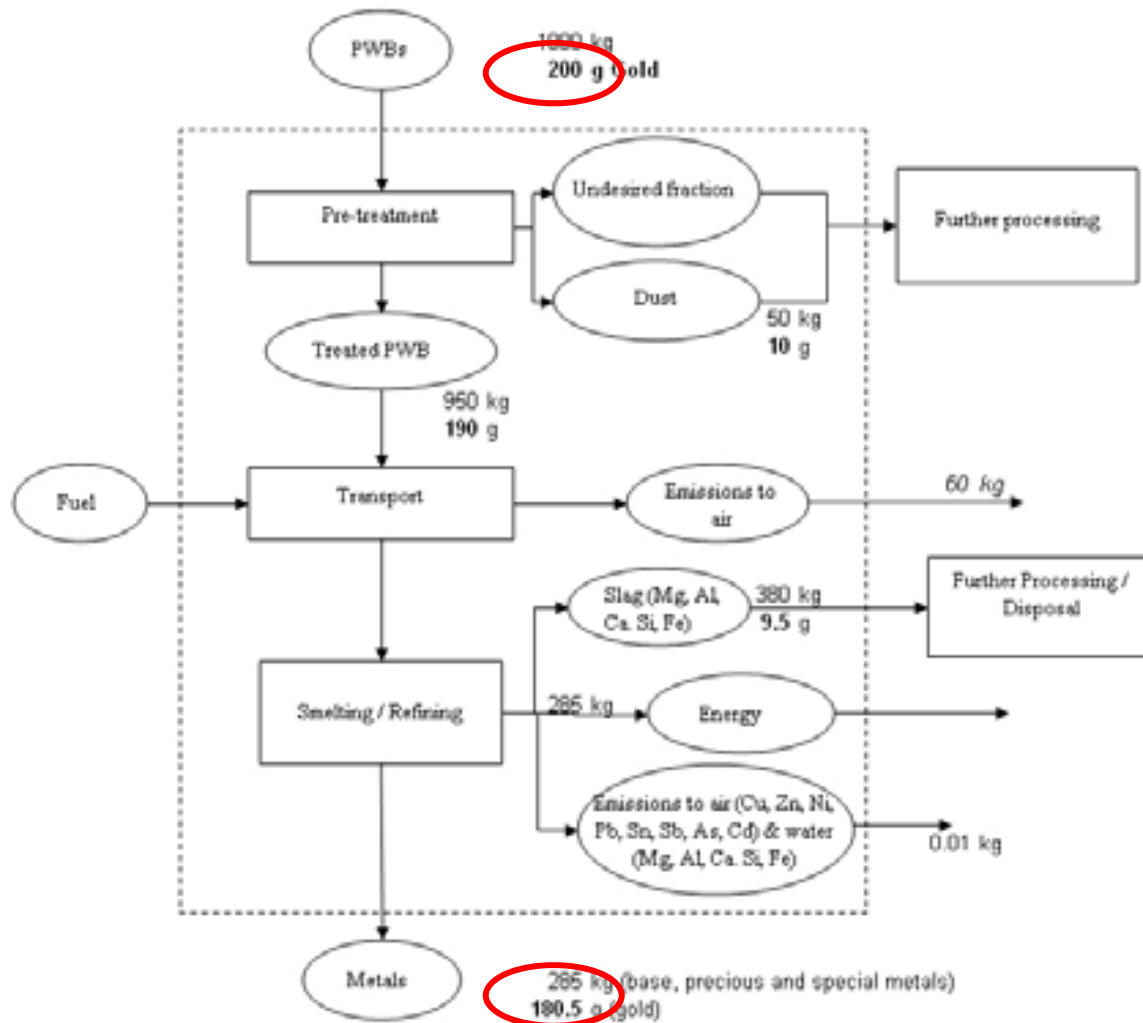 PWBs
1000 kg
200 g Gold
Undesired fraction
Pre-treatment
Further processing
Dust
50 kg
10 g
Treated PWB
950 kg
190 g
Fuel
Transport
Emissions to
air
60 kg
Slag (Mg, Al,
Ca. Si, Fe)
380 kg
9.5 g
Further Processing /
Disposal
Smelting / Refining
285 kg
Energy
Emissions to air (Cu, Zn, Ni,
Pb, Sn, Sb, As, Cd) & water
(Mg, Al, Ca. Si, Fe)
0.01 kg
Metals
285 kg (base, precious and special metals)
180.5 g (gold)